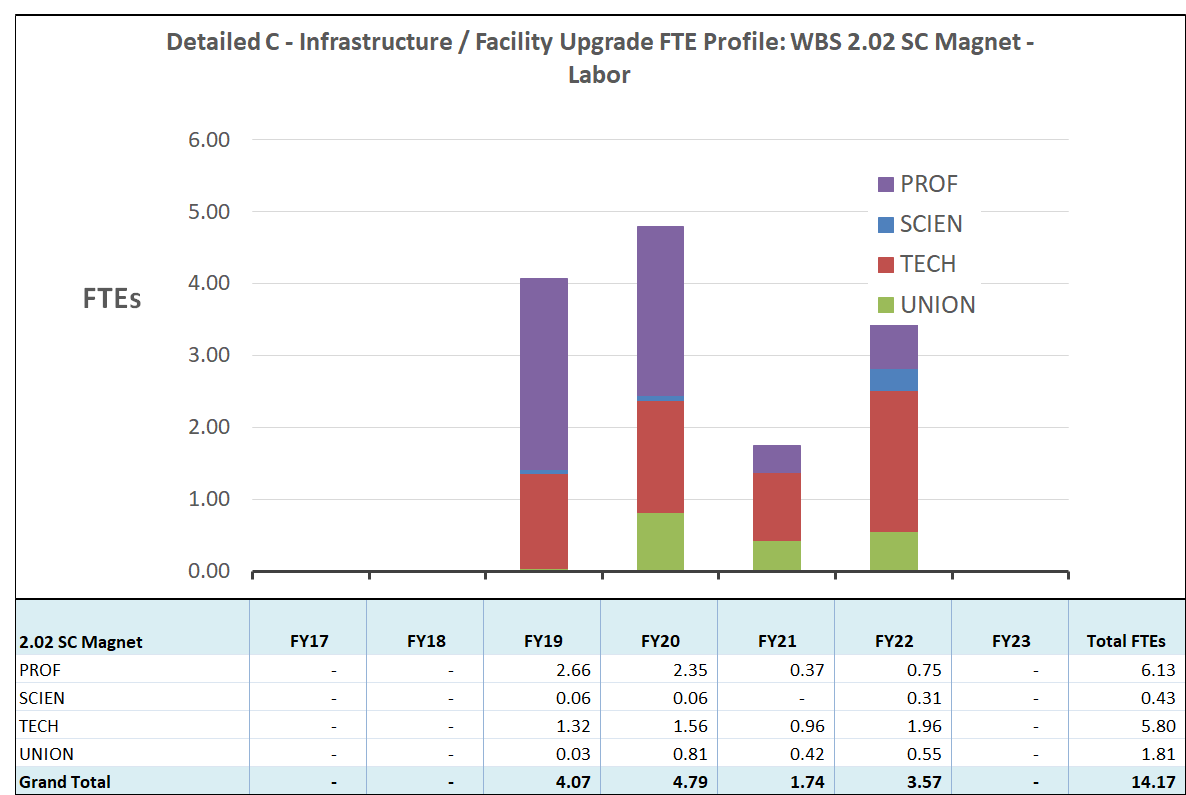 Detailed C - Infrastructure / Facility Upgrade FTE Profile: WBS 2.02 SC Magnet -
Labor
6.00
5.00
4.00
3.00
2.00
1.00
0.00
FTEs
PROF
SCIEN
TECH
UNION
2.02 SC Magnet FY17 FY18 FY19 FY20 FY21 FY22 FY23 Total FTEs
PROF - - 2.66 2.35 0.37 0.75 - 6.13
SCIEN - - 0.06 0.06 - 0.31 - 0.43
TECH - - 1.32 1.56 0.96 1.96 - 5.80
UNION - - 0.03 0.81 0.42 0.55 - 1.81
Grand Total - - 4.07 4.79 1.74 3.57 - 14.17